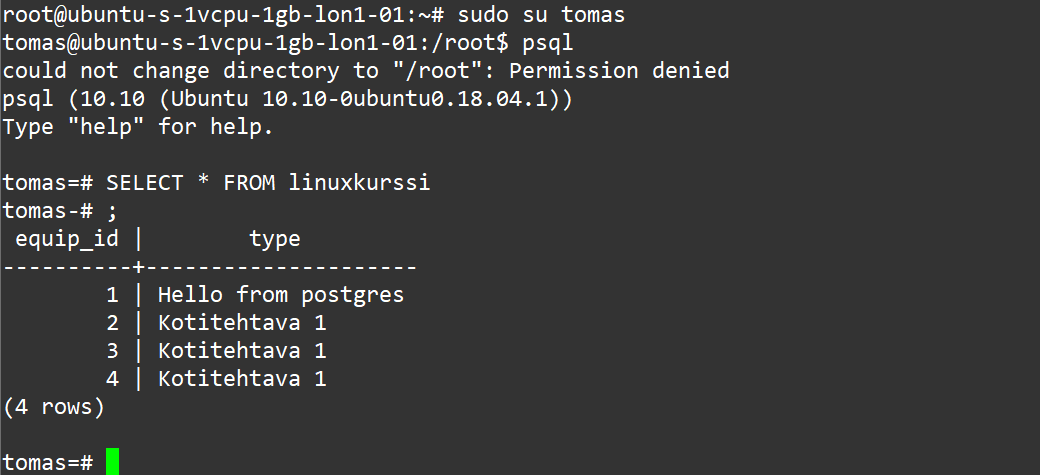 root@ubuntu-s-1vcpu-1gb-lon1-01:~# sudo su tomas
tomas@ubuntu-s-1vcpu-1gb-lon1-01:/root$ psql
could not change directory to "/root": Permission denied
psql (10.10 (Ubuntu 10.10-0ubuntu0.18.04.1))
Type "help" for help.

tomas=# SELECT * FROM linuxkurssi
tomas-# ;
 equip_id |        type
----------+---------------------
        1 | Hello from postgres
        2 | Kotitehtava 1
        3 | Kotitehtava 1
        4 | Kotitehtava 1
(4 rows)

tomas=#